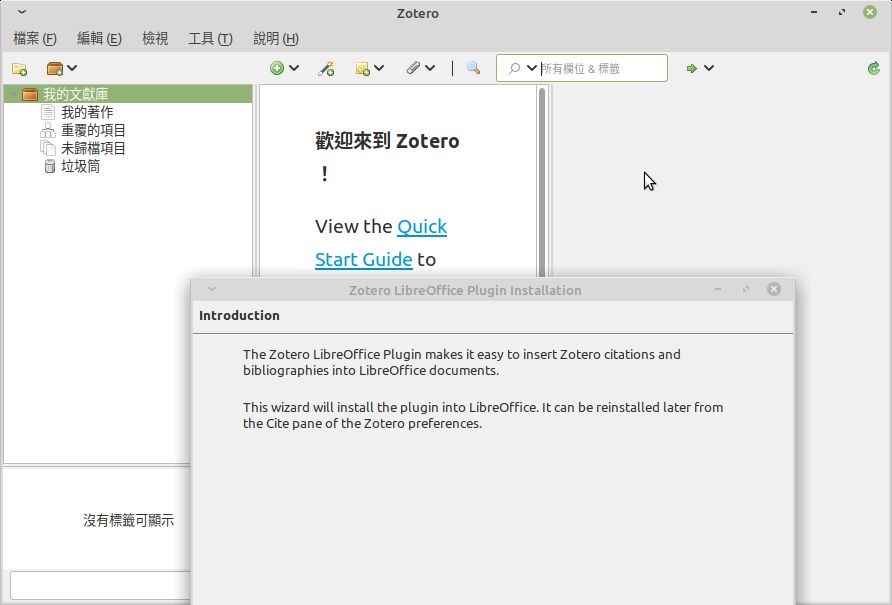 Zotero
檔案 (F) 編輯 (E) 檢視 工具 (T) 說明 (H)
所有欄位 & 標籤
我的文獻庫
我的著作
重覆的項目
未歸檔項目
垃圾筒
歡迎來到 Zotero
！
View the Quick
Start Guide to
Zotero LibreOffice Plugin Installation
Introduction
The Zotero LibreOffice Plugin makes it easy to insert Zotero citations and
bibliographies into LibreOffice documents.
This wizard will install the plugin into LibreOffice. It can be reinstalled later from
the Cite pane of the Zotero preferences.
沒有標籤可顯示